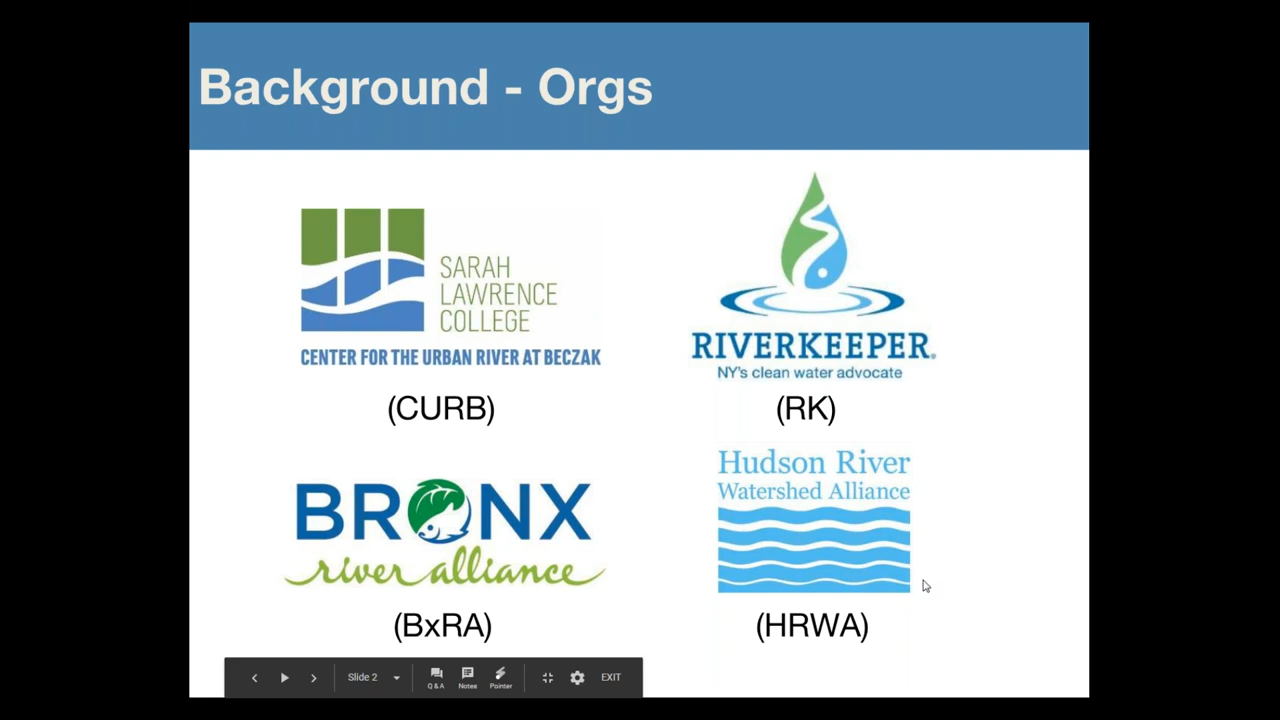 Background - Orgs
SARAH
LAWRENCE
COLLEGE
CENTER FOR THE URBAN RIVER AT BECZAK
(CURB)
RIVERKEEPER®
NY's clean water advocate
(RK)
BRONX
river alliance
(BxRA)
Hudson River
Watershed Alliance
(HRWA)
Slide 2
Q & A
Notes
Pointer
EXIT